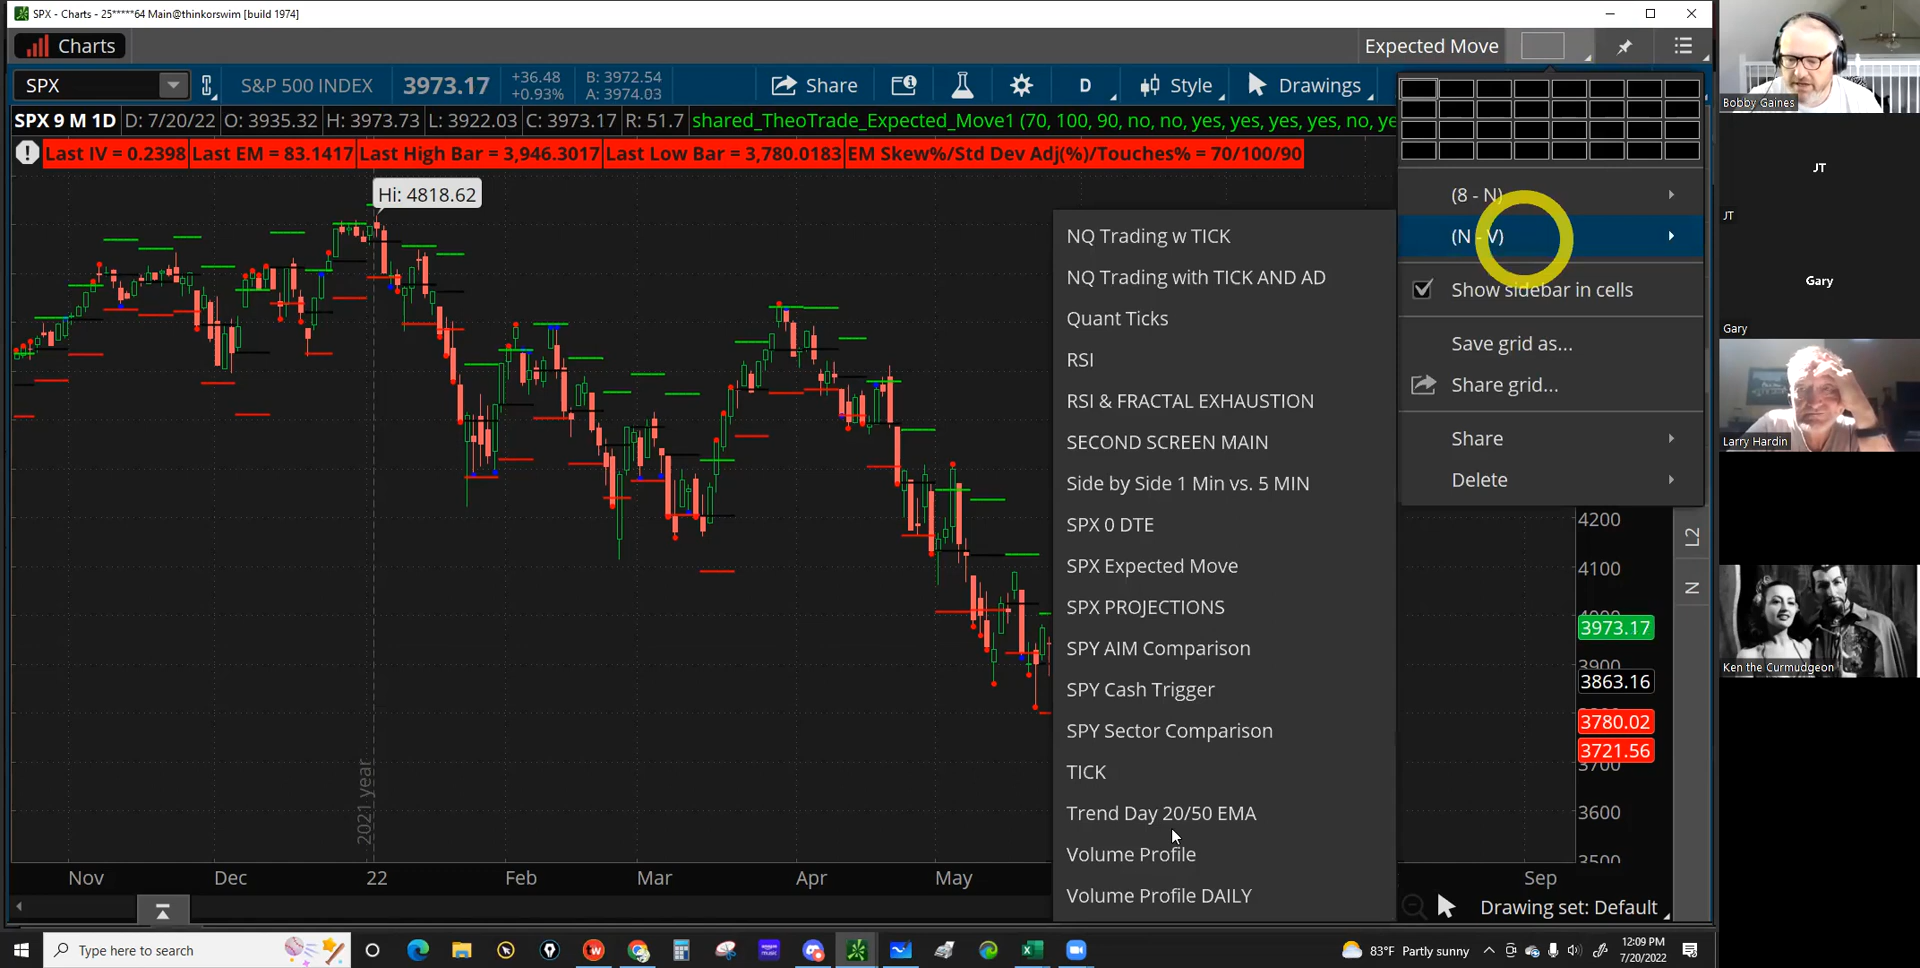 SPX - Charts - 25*****64 Main@thinkorswim [build 1974]
Charts
Expected Move
SPX
S&P 500 INDEX
3973.17
+36.48
+0.93%
B: 3972.54
A: 3974.03
Share
D
Style
Drawings
SPX 9 M 1D
D: 7/20/22
O: 3935.32
H: 3973.73
L: 3922.03
C: 3973.17
R: 51.7
shared_TheoTrade_Expected_Move1 (70, 100, 90, no, no, yes, yes, yes, yes, no, ye
Last IV = 0.2398
Last EM = 83.1417
Last High Bar = 3,946.3017
Last Low Bar = 3,780.0183
EM Skew%/Std Dev Adj(%)/Touches% = 70/100/90
Hi: 4818.62
(8 - N)
(N - V)
Show sidebar in cells
Save grid as...
Share grid...
Share
Delete
NQ Trading w TICK
NQ Trading with TICK AND AD
Quant Ticks
RSI
RSI & FRACTAL EXHAUSTION
SECOND SCREEN MAIN
Side by Side 1 Min vs. 5 MIN
SPX 0 DTE
SPX Expected Move
SPX PROJECTIONS
SPY AIM Comparison
SPY Cash Trigger
SPY Sector Comparison
TICK
Trend Day 20/50 EMA
Volume Profile
Volume Profile DAILY
4200
4100
3973.17
3900
3863.16
3780.02
3721.56
3700
3600
3500
L2
N
2021 year
Nov
Dec
22
Feb
Mar
Apr
May
Sep
Drawing set: Default
Bobby Gaines
JT
JT
Gary
Gary
Larry Hardin
Ken the Curmudgeon
Type here to search
83°F Partly sunny
12:09 PM
7/20/2022